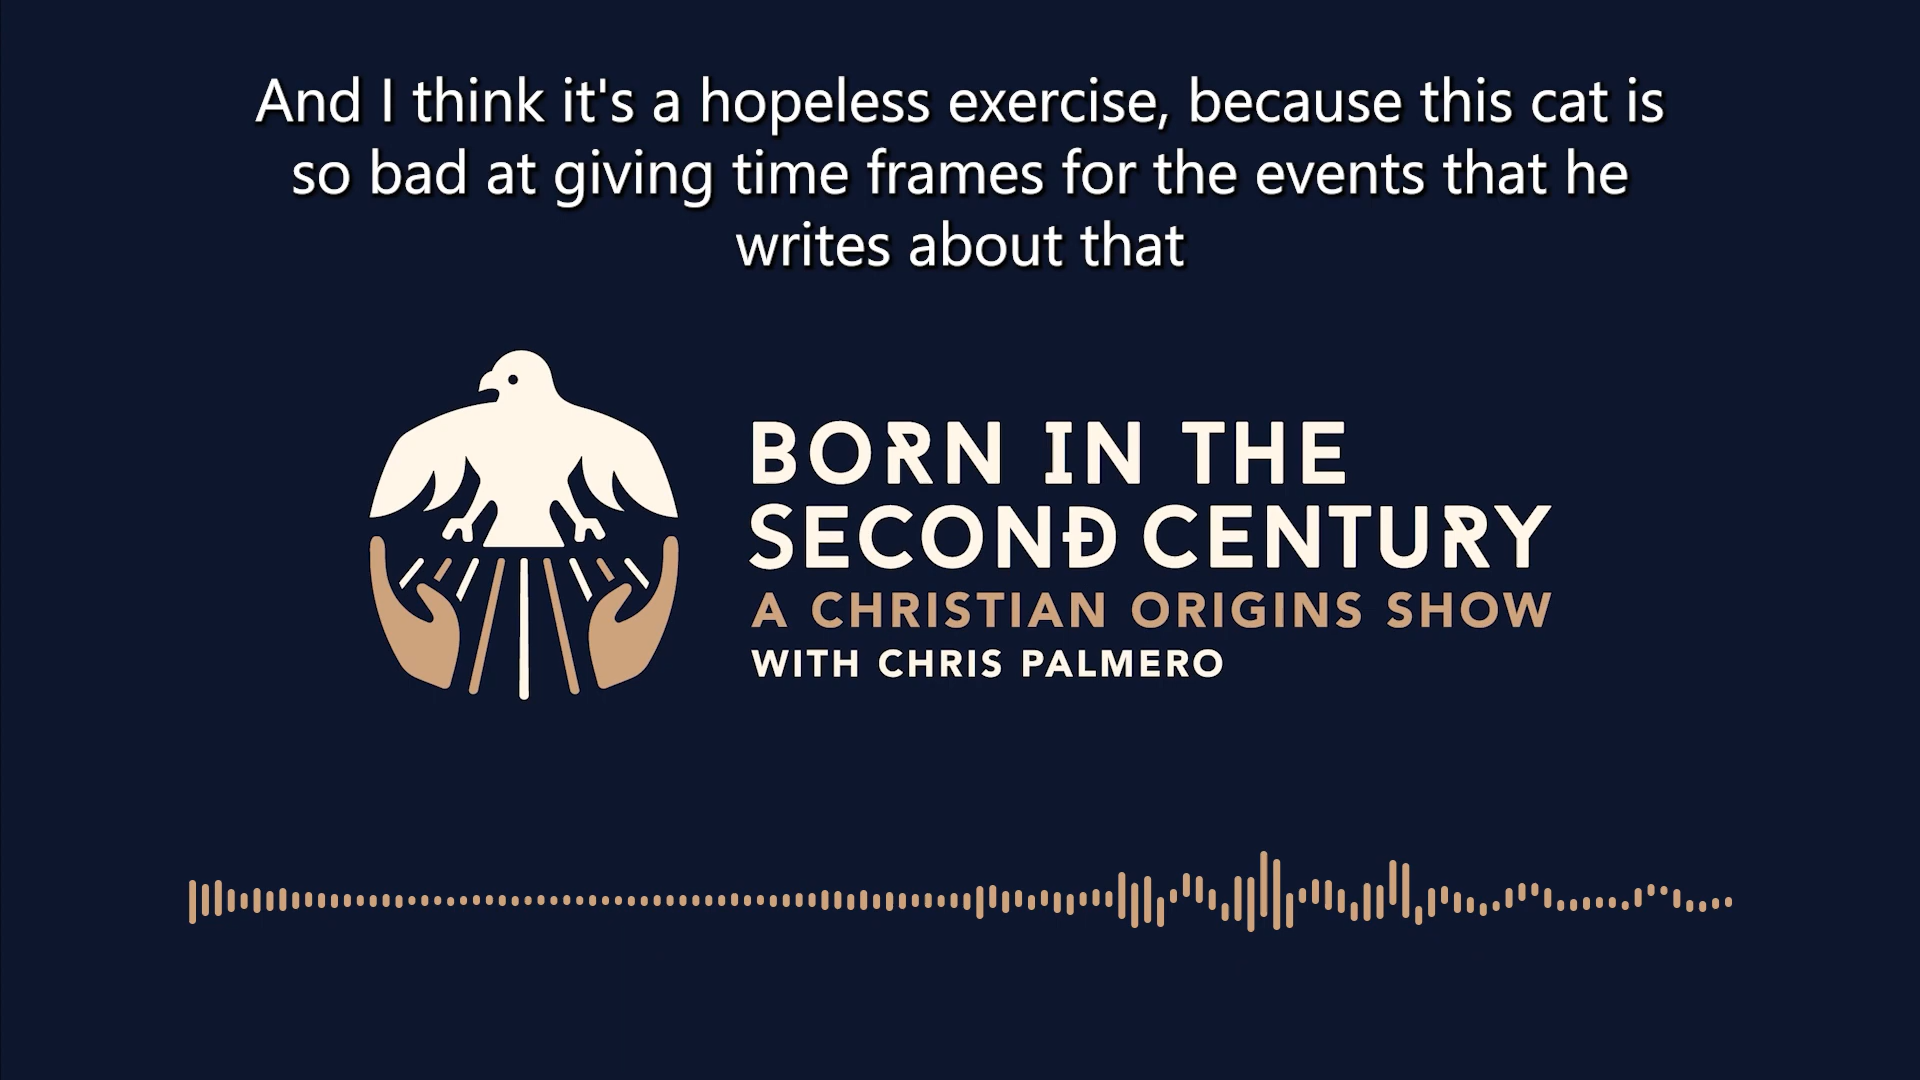 And I think it's a hopeless exercise, because this cat is
so bad at giving time frames for the events that he
writes about that
BORN IN THE
SECOND CENTURY
A CHRISTIAN ORIGINS SHOW
WITH CHRIS PALMERO